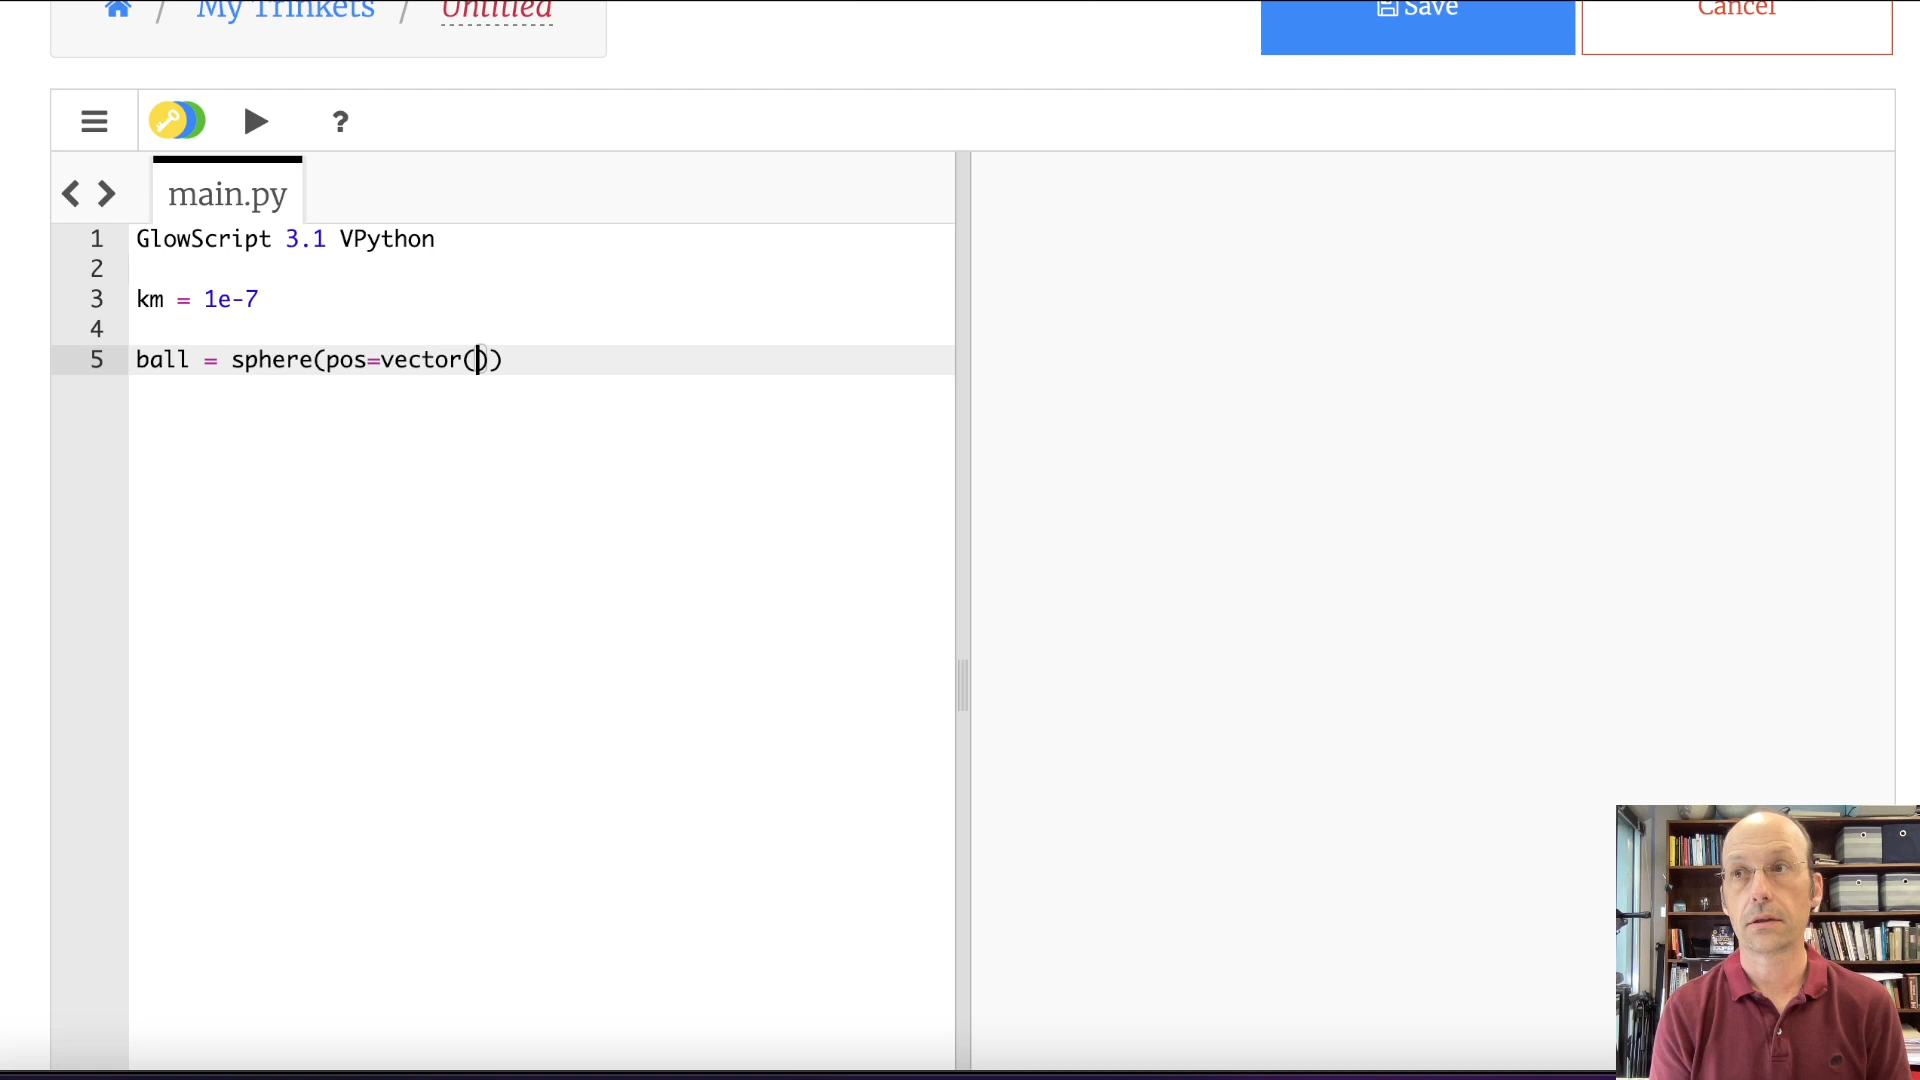 / My Trinkets / Untitled
Save
Cancel
?
main.py
1 GlowScript 3.1 VPython
2
3 km = 1e-7
4
5 ball = sphere(pos=vector())